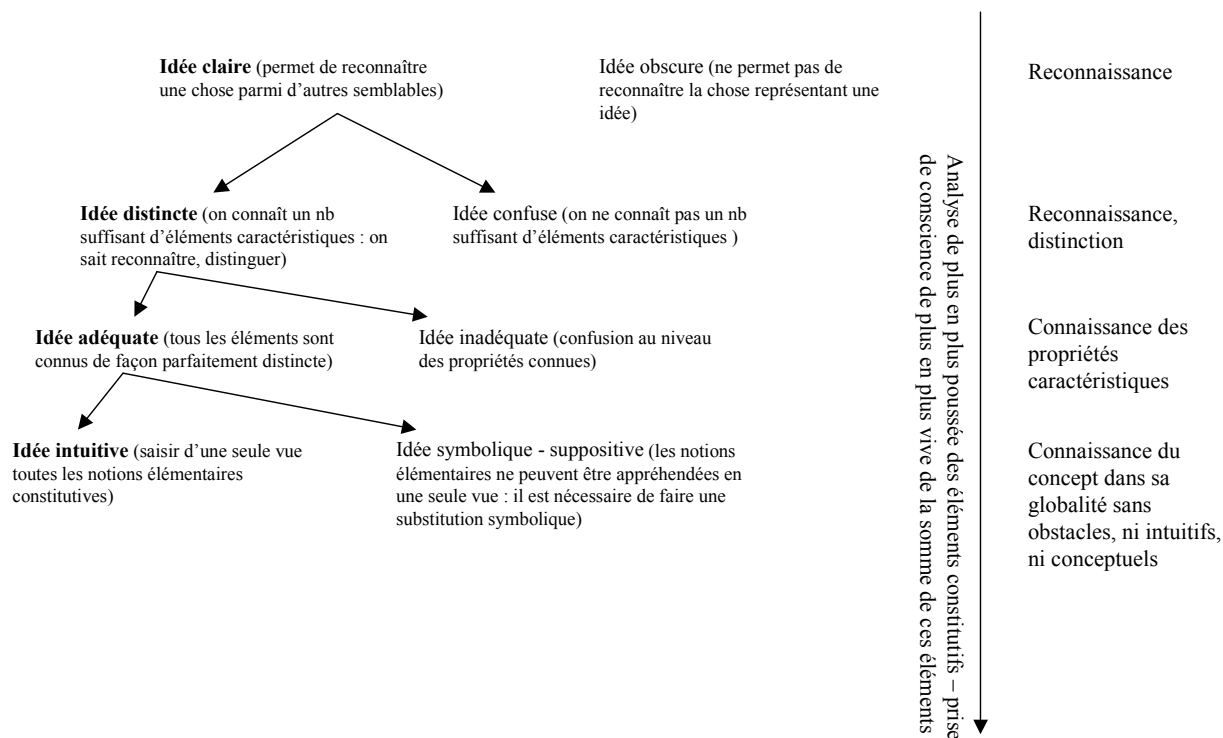 Idée claire (permet de reconnaître
une chose parmi d'autres semblables)
Idée obscure (ne permet pas de
reconnaître la chose représentant une
idée)
Reconnaissance
Idée distincte (on connaît un nb
suffisant d'éléments caractéristiques : on
sait reconnaître, distinguer)
Idée confuse (on ne connaît pas un nb
suffisant d'éléments caractéristiques )
Reconnaissance,
distinction
Idée adéquate (tous les éléments sont
connus de façon parfaitement distincte)
Idée inadéquate (confusion au niveau
des propriétés connues)
Connaissance des
propriétés
caractéristiques
Idée intuitive (saisir d'une seule vue
toutes les notions élémentaires
constitutives)
Idée symbolique - suppositive (les notions
élémentaires ne peuvent être appréhendées en
une seule vue : il est nécessaire de faire une
substitution symbolique)
Connaissance du
concept dans sa
globalité sans
obstacles, ni intuitifs,
ni conceptuels
Analyse de plus en plus poussée des éléments constitutifs – prise
de conscience de plus en plus vive de la somme de ces éléments